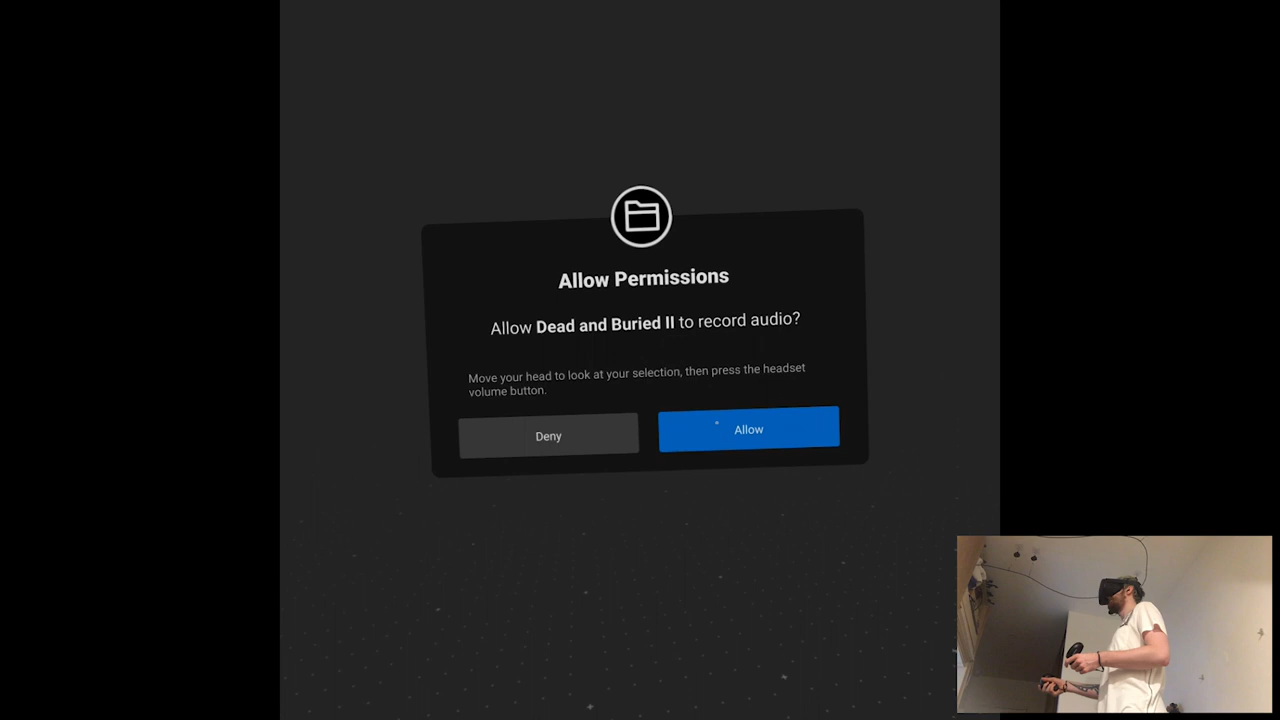 Allow Permissions
Allow Dead and Buried II to record audio?
Move your head to look at your selection, then press the headset
volume button.
Deny
Allow